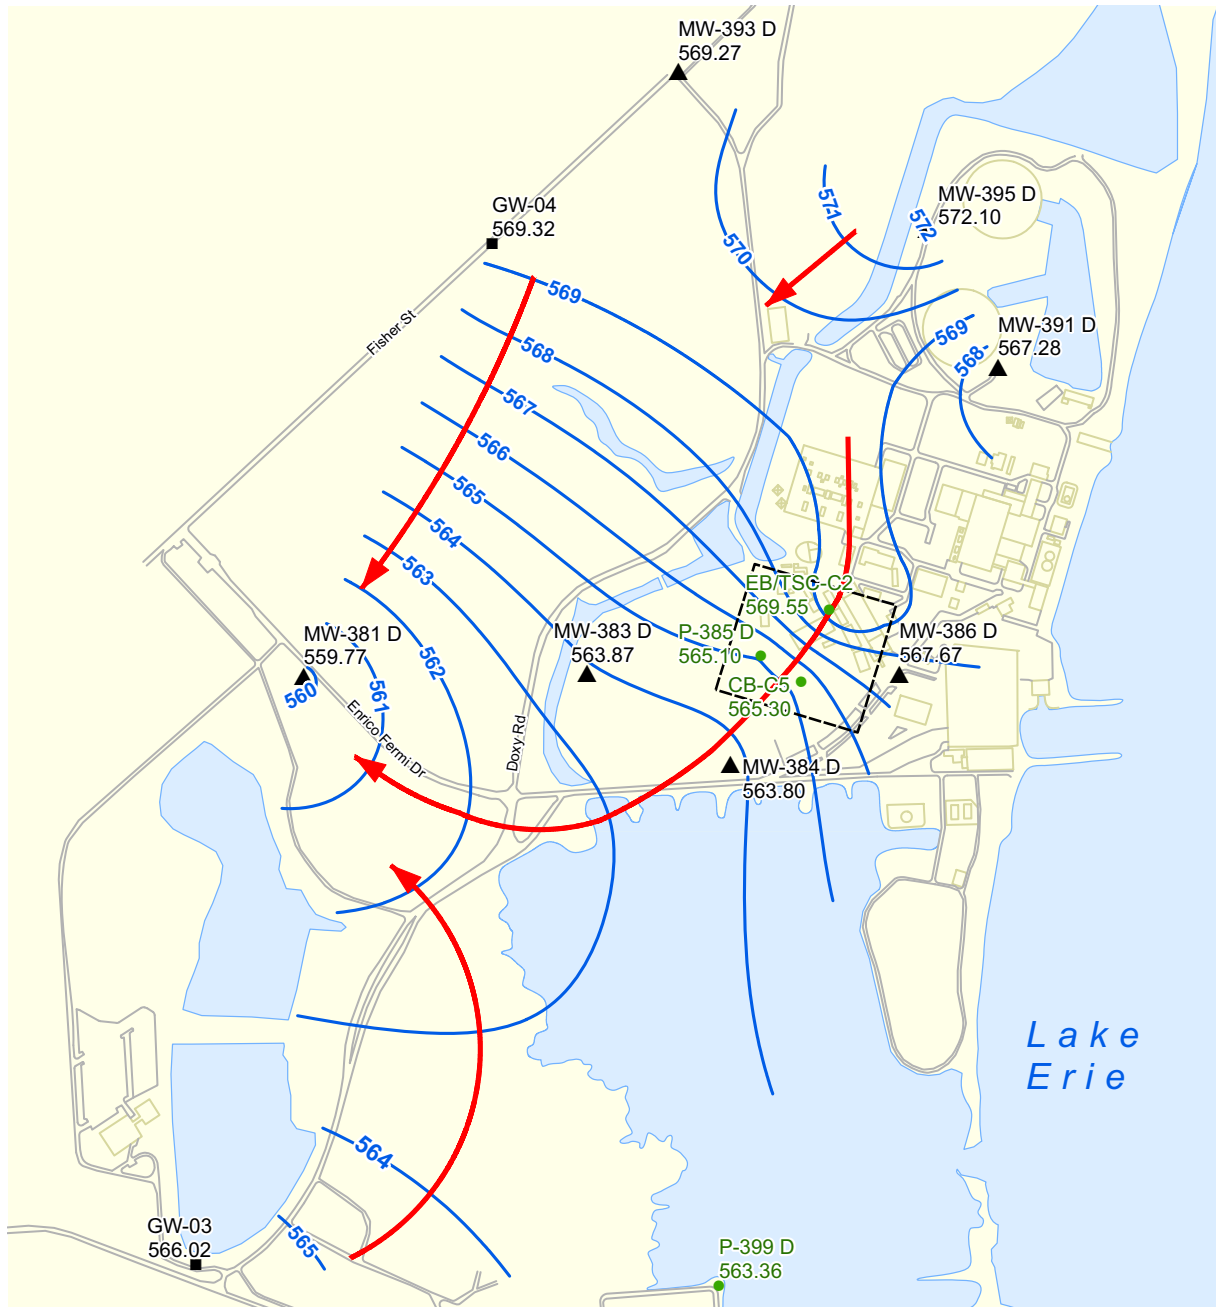 MW-393 D
569.27
571
MW-395 D
572.10
572
GW-04
569.32
570
569
Fisher St
568
569
MW-391 D
567.28
568
567
566
565
564
563
EB/TSC-C2
569.55
MW-381 D
559.77
562
MW-383 D
563.87
P-385 D
565.10
MW-386 D
567.67
560
561
CB-C5
565.30
Enrico Fermi Dr
Doxy Rd
MW-384 D
563.80
Lake
Erie
564
GW-03
566.02
565
P-399 D
563.36